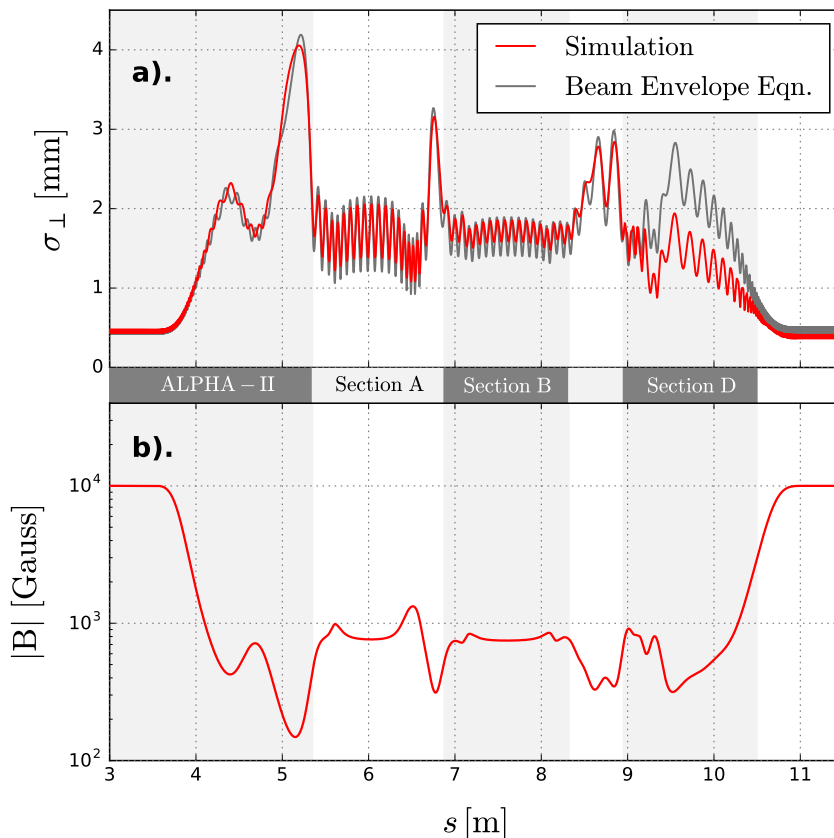 a).
Simulation
Beam Envelope Eqn.
σ⊥ [mm]
4
3
2
1
0
ALPHA − II
Section A
Section B
Section D
b).
|B| [Gauss]
10⁴
10³
10²
3 4 5 6 7 8 9 10 11
s [m]